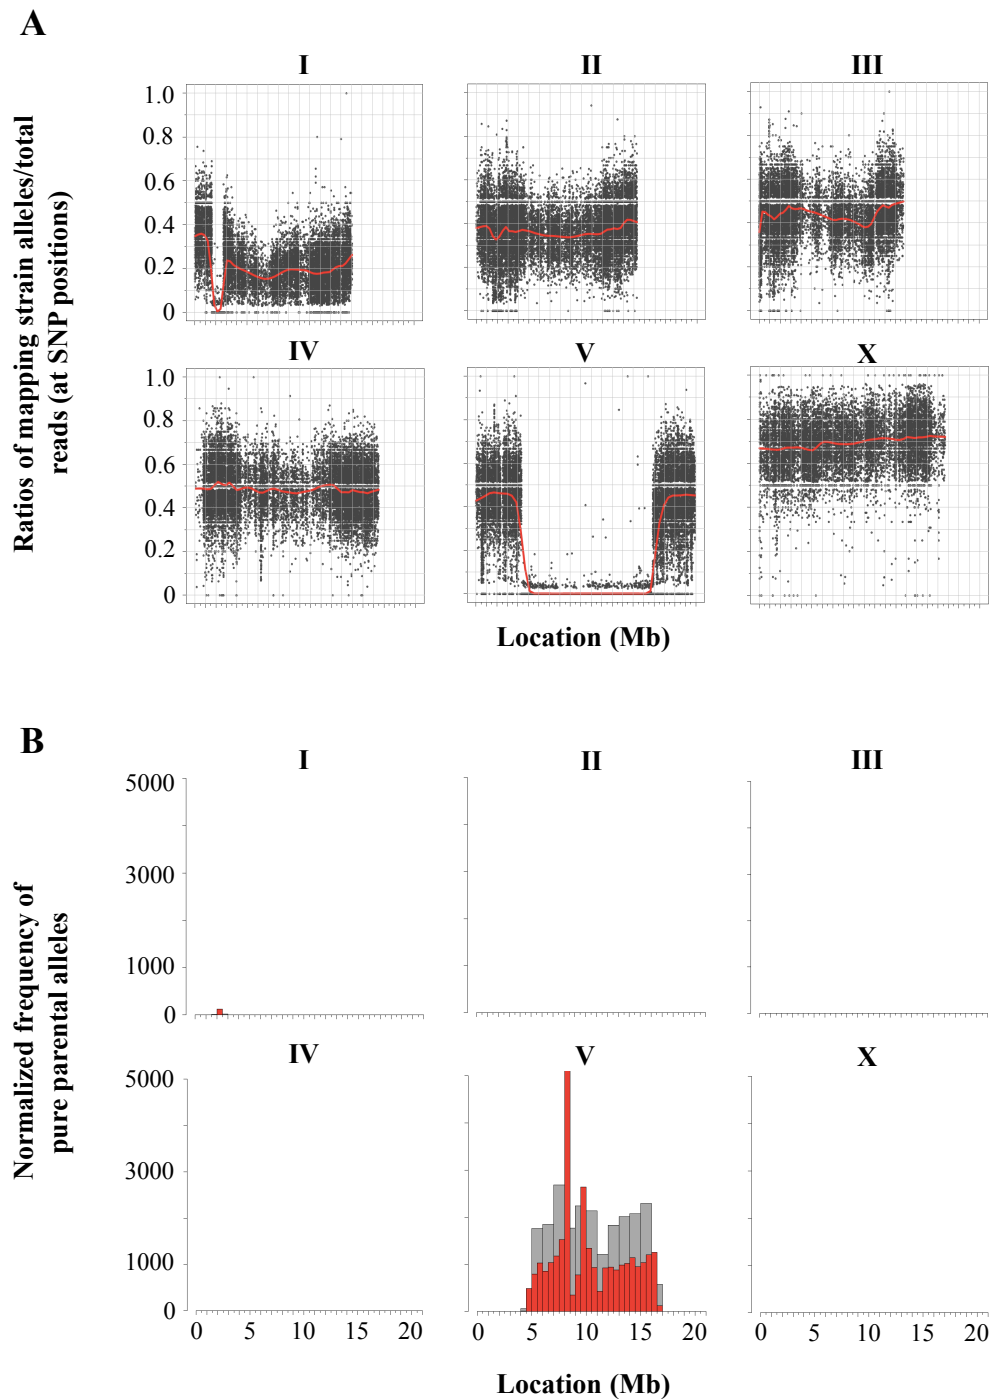 A
I II III
Ratios of mapping strain alleles/total
reads (at SNP positions)
1.0
0.8
0.6
0.4
0.2
0
IV V X
1.0
0.8
0.6
0.4
0.2
0
Location (Mb)
B
I II III
Normalized frequency of
pure parental alleles
5000
3000
1000
0
IV V X
5000
3000
1000
0
0 5 10 15 20 0 5 10 15 20 0 5 10 15 20
Location (Mb)